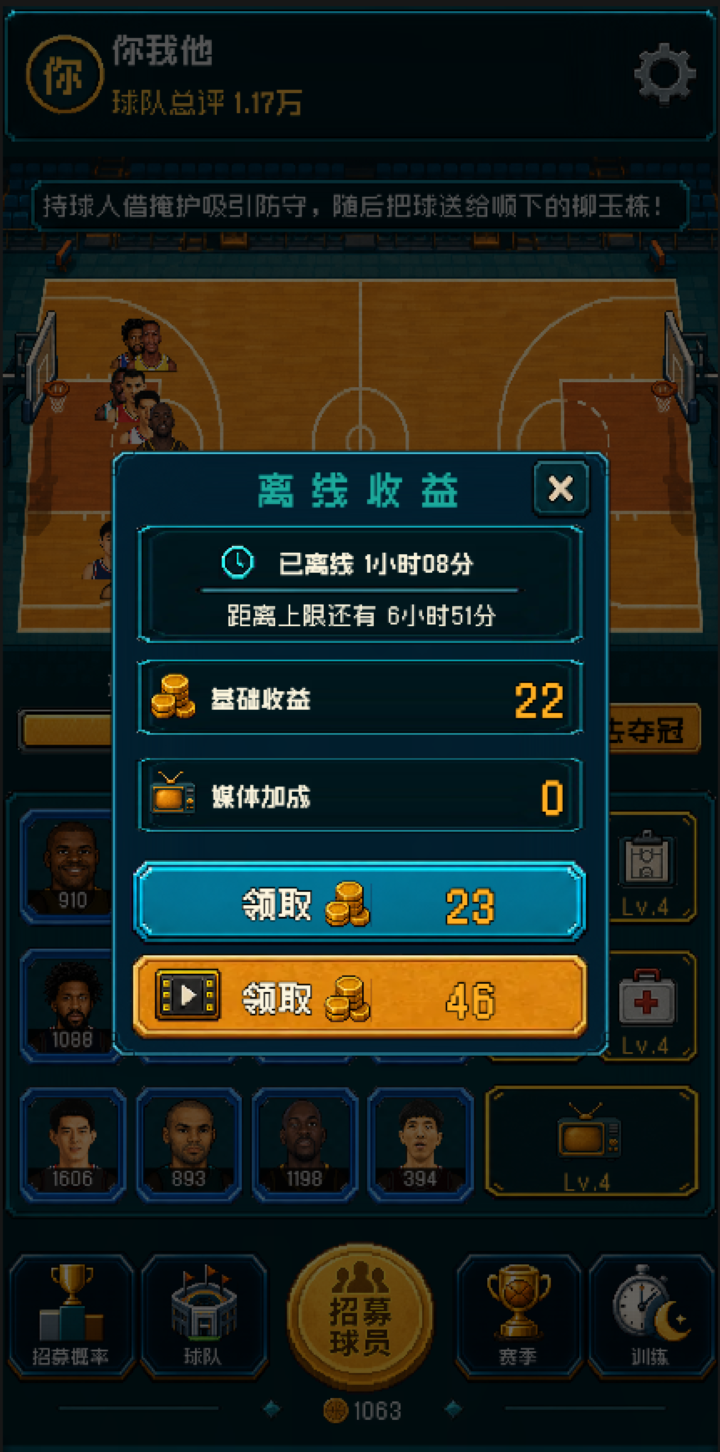 你
你我他
球队总评 1.17万
持球人借掩护吸引防守，随后把球送给顺下的柳玉栋！
离线收益
已离线 1小时08分
距离上限还有 6小时51分
基础收益 22
去夺冠
媒体加成 0
910
Lv.4
领取 23
领取 46
1088
Lv.4
1606
893
1198
394
Lv.4
招募概率
球队
招募
球员
赛季
训练
1063